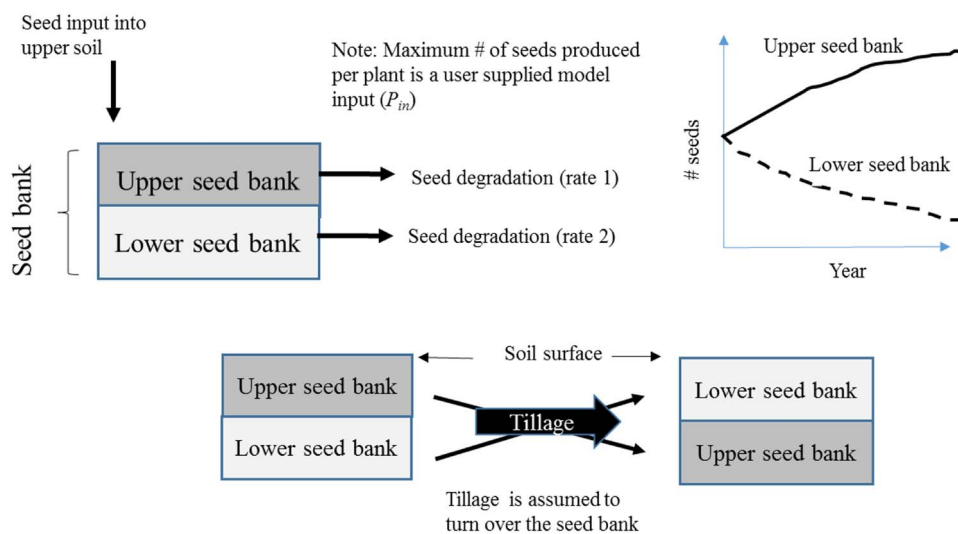 Seed input into
upper soil
Note: Maximum # of seeds produced
per plant is a user supplied model
input (P_in)
Seed bank
Upper seed bank
Lower seed bank
Seed degradation (rate 1)
Seed degradation (rate 2)
# seeds
Upper seed bank
Lower seed bank
Year
Soil surface
Upper seed bank
Lower seed bank
Tillage
Lower seed bank
Upper seed bank
Tillage is assumed to
turn over the seed bank